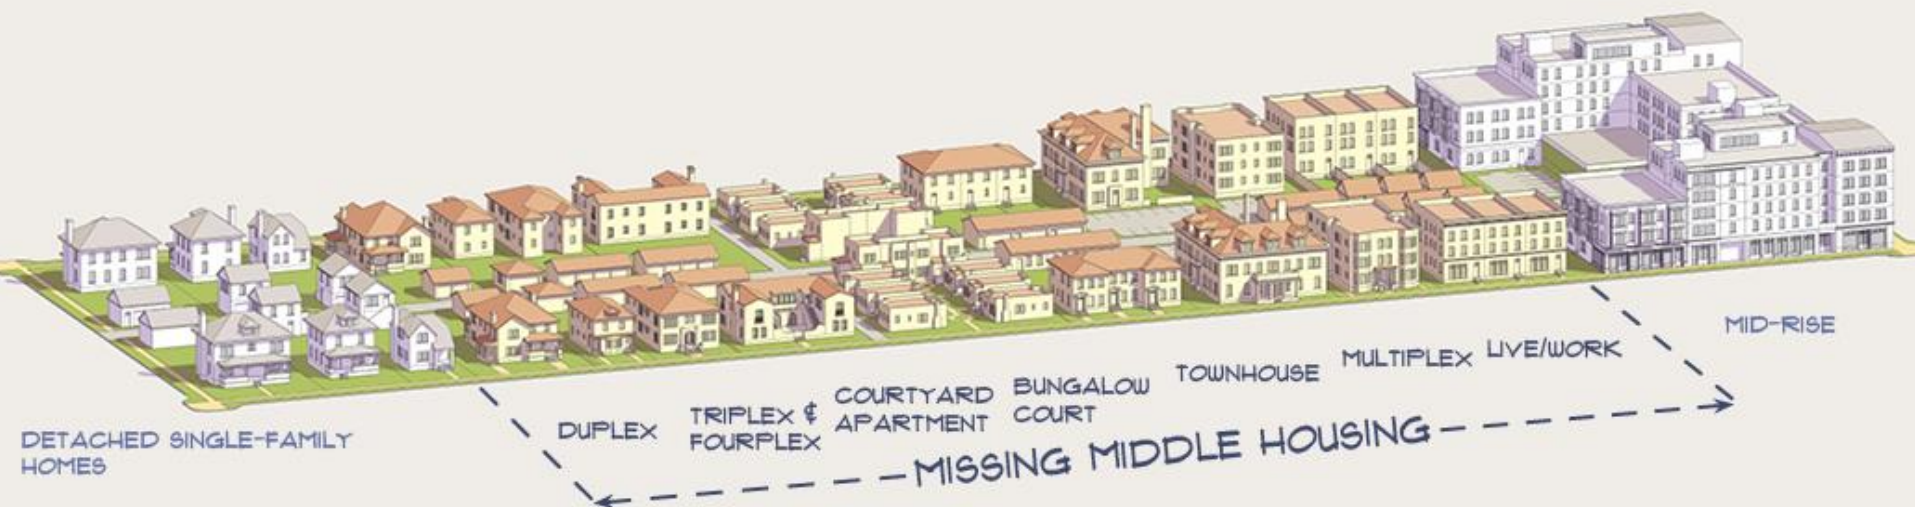 DETACHED SINGLE-FAMILY
HOMES
DUPLEX
TRIPLEX &
FOURPLEX
COURTYARD
APARTMENT
BUNGALOW
COURT
TOWNHOUSE
MULTIPLEX
LIVE/WORK
MISSING MIDDLE HOUSING
MID-RISE